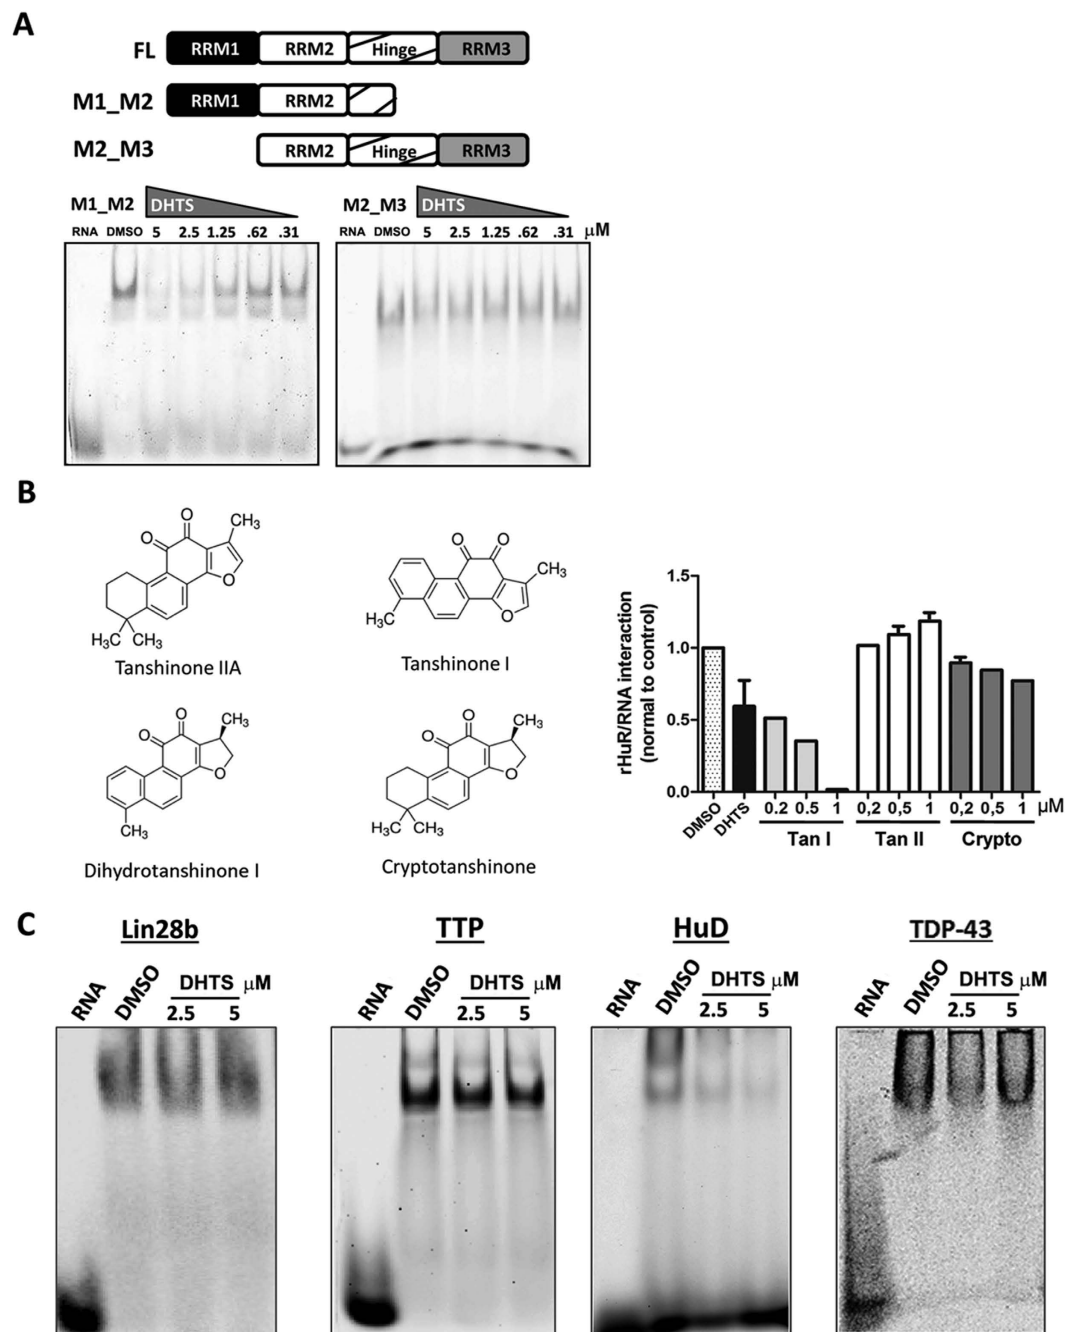 A
FL RRM1 RRM2 Hinge RRM3
M1_M2 RRM1 RRM2
M2_M3 RRM2 Hinge RRM3
M1_M2 DHTS
RNA DMSO 5 2.5 1.25 .62 .31
M2_M3 DHTS
RNA DMSO 5 2.5 1.25 .62 .31 μM
B
O O CH3 O
H3C CH3
Tanshinone IIA
O O CH3 O
H3C
Tanshinone I
O O CH3 O
CH3
Dihydrotanshinone I
O O CH3 O
H3C CH3
Cryptotanshinone
rHuR/RNA interaction
(normal to control)
1.5
1.0
0.5
0.0
DMSO DHTS 0.2 0.5 1 0,2 0,5 1 0,2 0,5 1 μM
Tan I Tan II Crypto
C
Lin28b
RNA DMSO DHTS μM
2.5 5
TTP
RNA DMSO DHTS μM
2.5 5
HuD
RNA DMSO DHTS μM
2.5 5
TDP-43
RNA DMSO DHTS μM
2.5 5